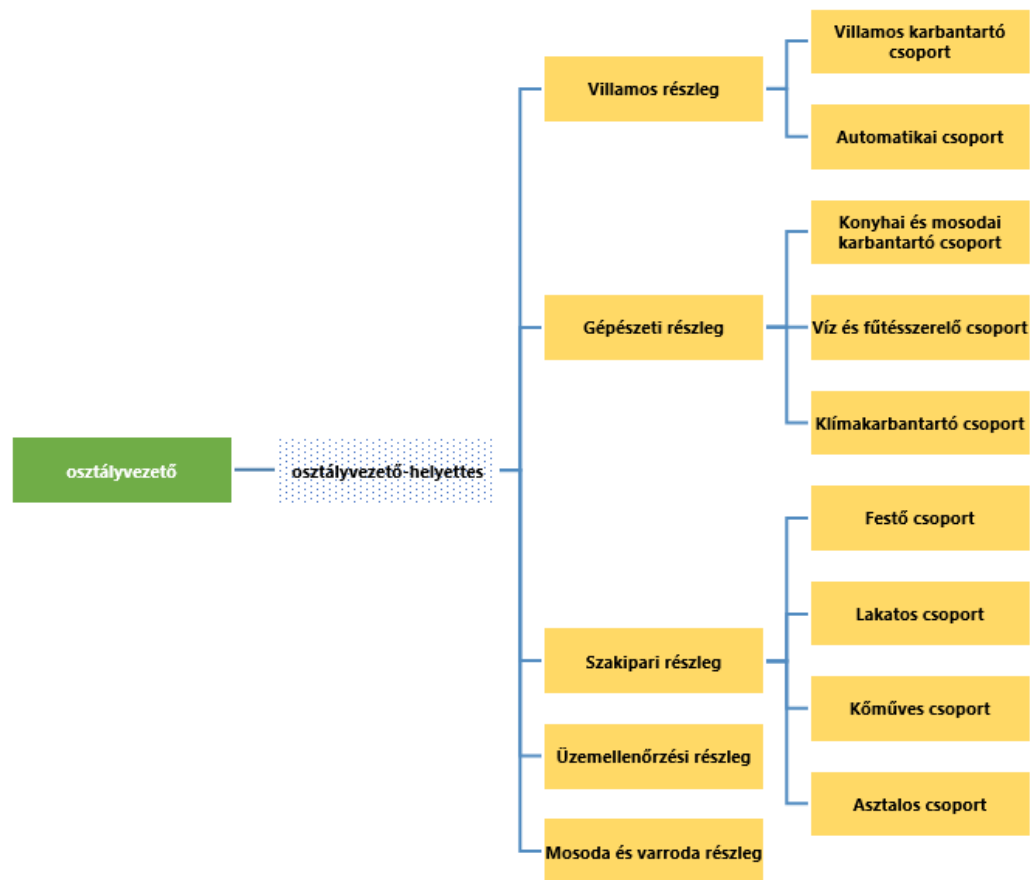 osztályvezető
osztályvezető-helyettes
Villamos részleg
Villamos karbantartó
csoport
Automatikai csoport
Gépészeti részleg
Konyhai és mosodai
karbantartó csoport
Víz és fűtésszerelő csoport
Klímakarbantartó csoport
Szakipari részleg
Festő csoport
Lakatos csoport
Kőműves csoport
Asztalos csoport
Üzemellenőrzési részleg
Mosoda és varroda részleg